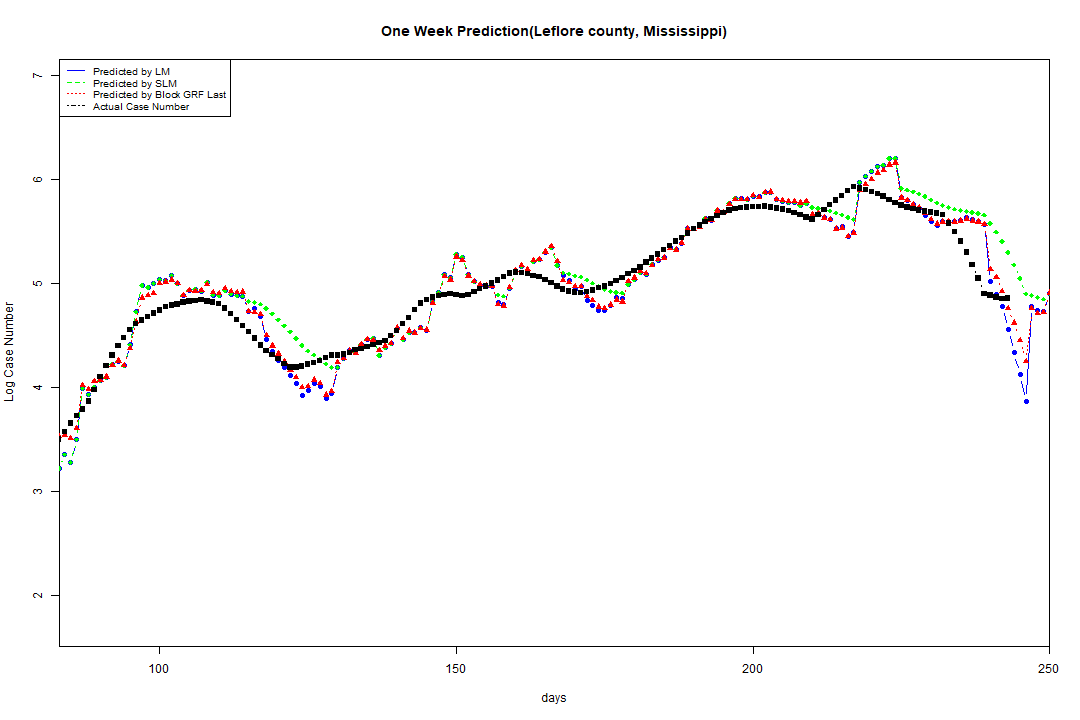 One Week Prediction(Leflore county, Mississippi)
Predicted by LM
Predicted by SLM
Predicted by Block GRF Last
Actual Case Number
7
6
5
4
3
2
Log Case Number
100
150
200
250
days